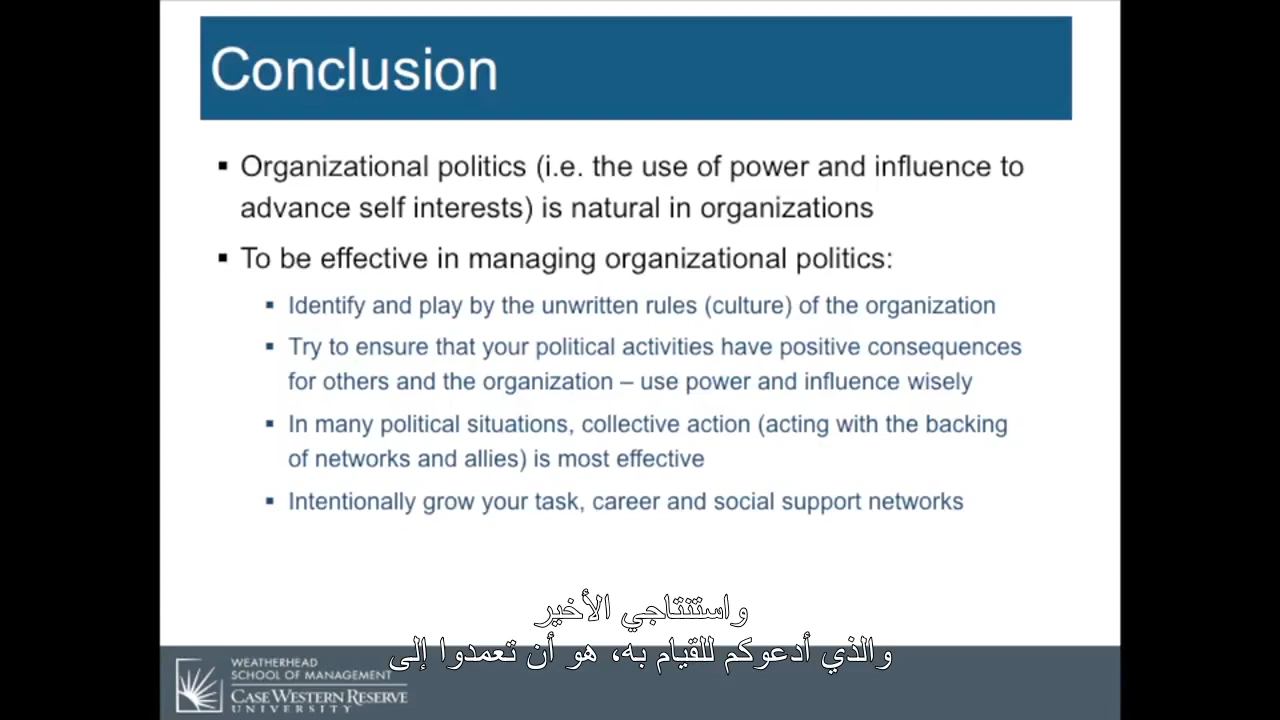 Conclusion
▪ Organizational politics (i.e. the use of power and influence to
advance self interests) is natural in organizations
▪ To be effective in managing organizational politics:
▪ Identify and play by the unwritten rules (culture) of the organization
▪ Try to ensure that your political activities have positive consequences
for others and the organization – use power and influence wisely
▪ In many political situations, collective action (acting with the backing
of networks and allies) is most effective
▪ Intentionally grow your task, career and social support networks
واستنتاجي الأخير
والذي أدعوكم للقيام به، هو أن تعمدوا إلى
WEATHERHEAD
SCHOOL OF MANAGEMENT
CASE WESTERN RESERVE
UNIVERSITY